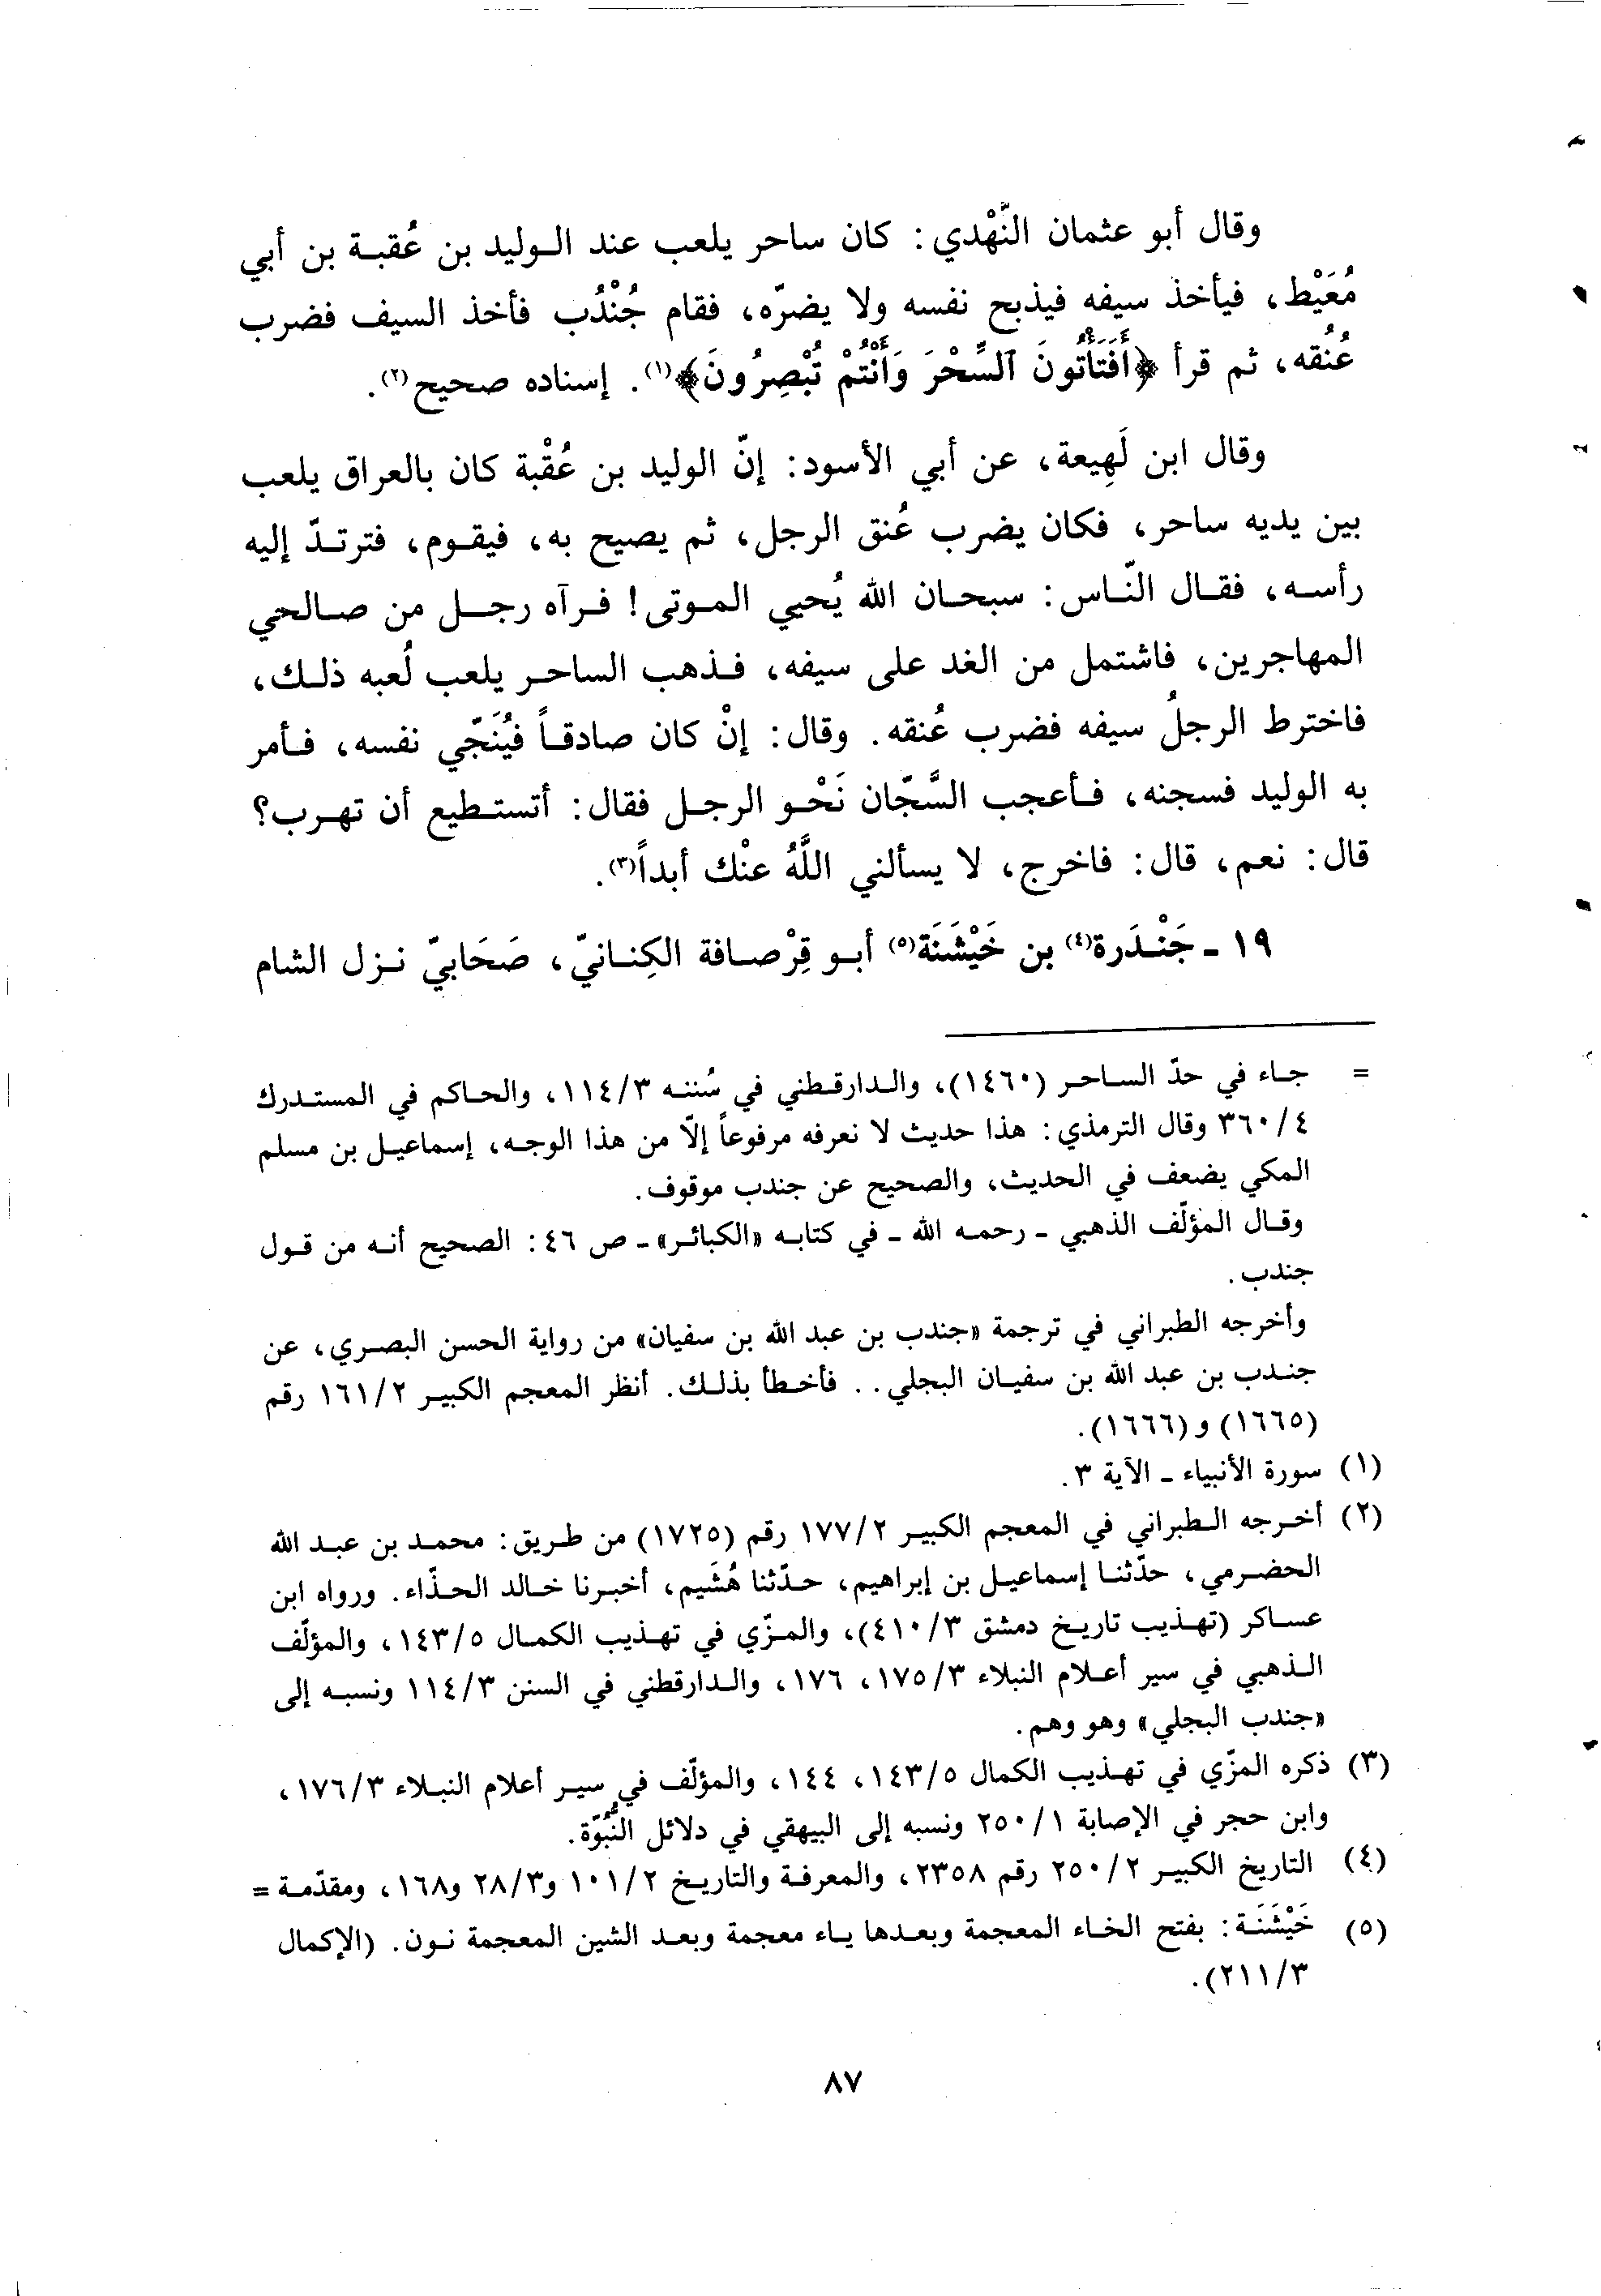 وقال أبو عثمان النَّهْدي: كان ساحر يلعب عند الوليد بن عُقبة بن أبي
مُعَيْط، فيأخذ سيفه فيذبح نفسه ولا يضرّه، فقام جُنْدُب فأخذ السيف فضرب
عُنُقه، ثم قرأ ﴿أَفَتَأْتُونَ ٱلسِّحْرَ وَأَنْتُمْ تُبْصِرُونَ﴾(١). إسناده صحيح(٢).
وقال ابن لَهِيعة، عن أبي الأسود: إنّ الوليد بن عُقْبة كان بالعراق يلعب
بين يديه ساحر، فكان يضرب عُنق الرجل، ثم يصيح به، فيقوم، فترتدّ إليه
رأسه، فقال النّاس: سبحان الله يُحيي الموتى! فرآه رجل من صالحي
المهاجرين، فاشتمل من الغد على سيفه، فذهب الساحر يلعب لُعبه ذلك،
فاخترط الرجلُ سيفه فضرب عُنقه. وقال: إنْ كان صادقاً فيُنَجّي نفسه، فأمر
به الوليد فسجنه، فأعجب السَّجّان نَحْو الرجل فقال: أتستطيع أن تهرب؟
قال: نعم، قال: فاخرج، لا يسألني اللَّهُ عنْك أبداً(٣).
١٩ - جَنْدَرة(٤) بن خَيْشَنَة(٥) أبو قِرْصافة الكِنانيّ، صَحَابيّ نزل الشام
= جاء في حدّ الساحر (١٤٦٠)، والدارقطني في سُننه ١١٤/٣، والحاكم في المستدرك
٣٦٠/٤ وقال الترمذي: هذا حديث لا نعرفه مرفوعاً إلّا من هذا الوجه، إسماعيل بن مسلم
المكي يضعف في الحديث، والصحيح عن جندب موقوف.
وقال المؤلّف الذهبي - رحمه الله - في كتابه «الكبائر» - ص ٤٦: الصحيح أنه من قول
جندب.
وأخرجه الطبراني في ترجمة «جندب بن عبد الله بن سفيان» من رواية الحسن البصري، عن
جندب بن عبد الله بن سفيان البجلي.. فأخطأ بذلك. أنظر المعجم الكبير ١٦١/٢ رقم
(١٦٦٥) و(١٦٦٦).
(١) سورة الأنبياء - الآية ٣.
(٢) أخرجه الطبراني في المعجم الكبير ١٧٧/٢ رقم (١٧٢٥) من طريق: محمد بن عبد الله
الحضرمي، حدّثنا إسماعيل بن إبراهيم، حدّثنا هُشَيم، أخبرنا خالد الحذّاء. ورواه ابن
عساكر (تهذيب تاريخ دمشق ٤١٠/٣)، والمزّي في تهذيب الكمال ١٤٣/٥، والمؤلّف
الذهبي في سير أعلام النبلاء ١٧٥/٣، ١٧٦، والدارقطني في السنن ١١٤/٣ ونسبه إلى
«جندب البجلي» وهو وهم.
(٣) ذكره المزّي في تهذيب الكمال ١٤٣/٥، ١٤٤، والمؤلّف في سير أعلام النبلاء ١٧٦/٣،
وابن حجر في الإصابة ٢٥٠/١ ونسبه إلى البيهقي في دلائل النُّبُوّة.
(٤) التاريخ الكبير ٢٥٠/٢ رقم ٢٣٥٨، والمعرفة والتاريخ ١٠١/٢ و٢٨/٣ و١٦٨، ومقدّمة =
(٥) خَيْشَنَة: بفتح الخاء المعجمة وبعدها ياء معجمة وبعد الشين المعجمة نون. (الإكمال
٢١١/٣).
٨٧